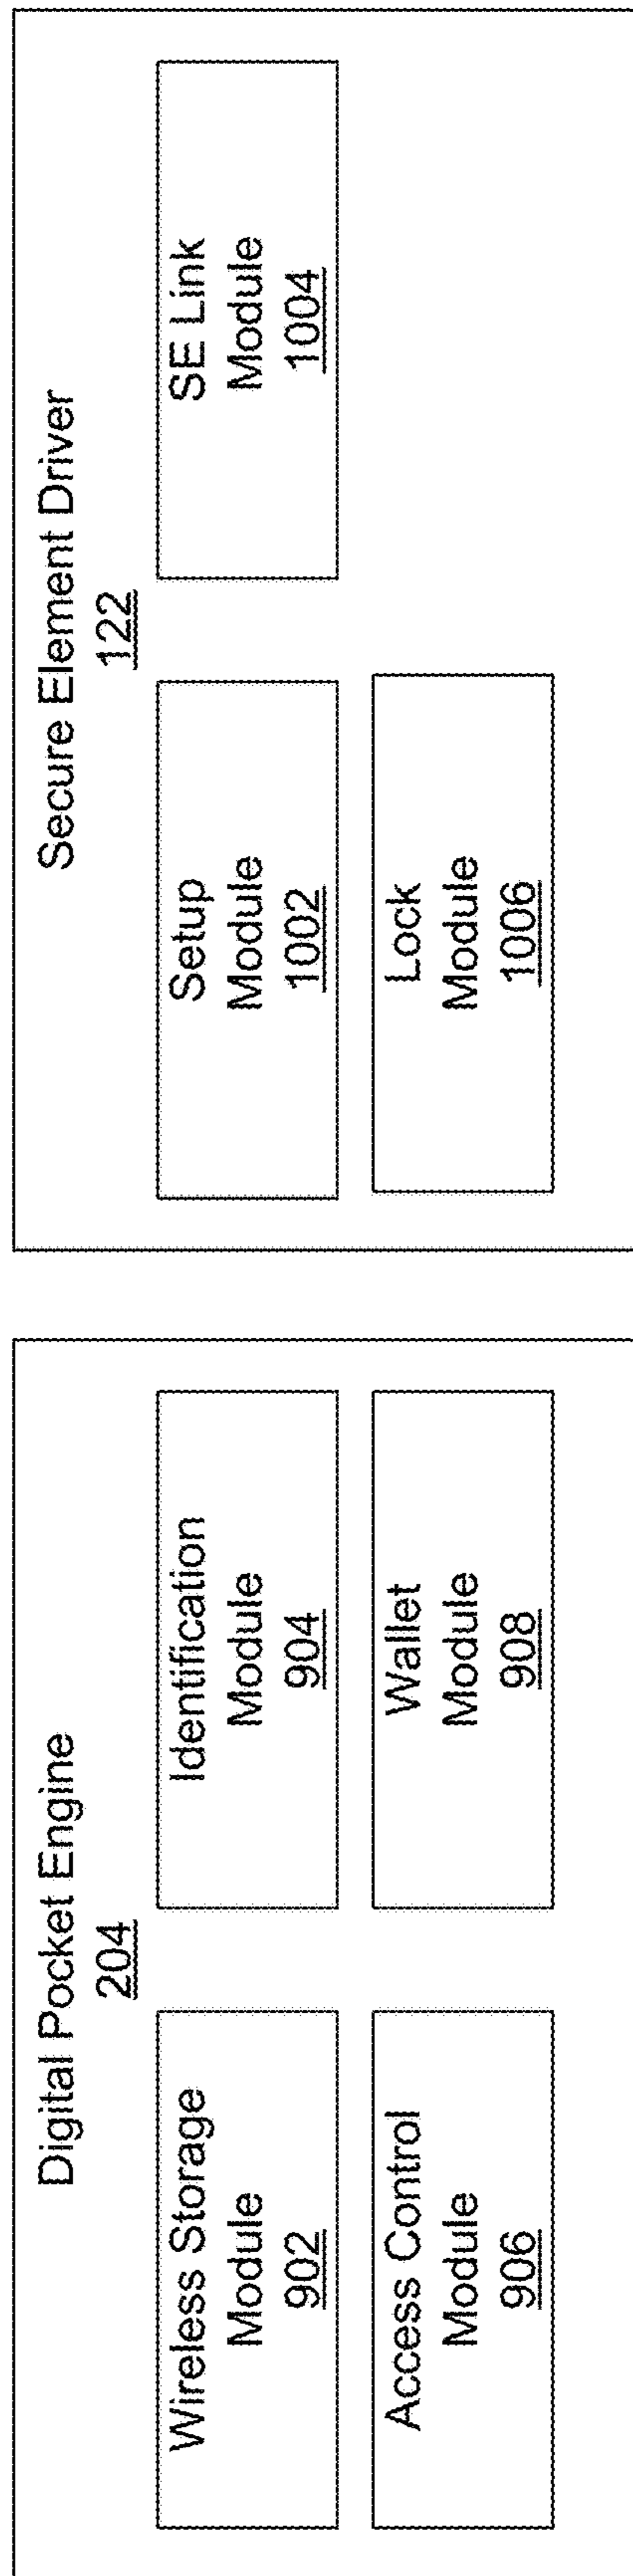 Digital Pocket Engine
204
Wireless Storage
Module
902
Identification
Module
904
Access Control
Module
906
Wallet
Module
908
Secure Element Driver
122
Setup
Module
1002
SE Link
Module
1004
Lock
Module
1006